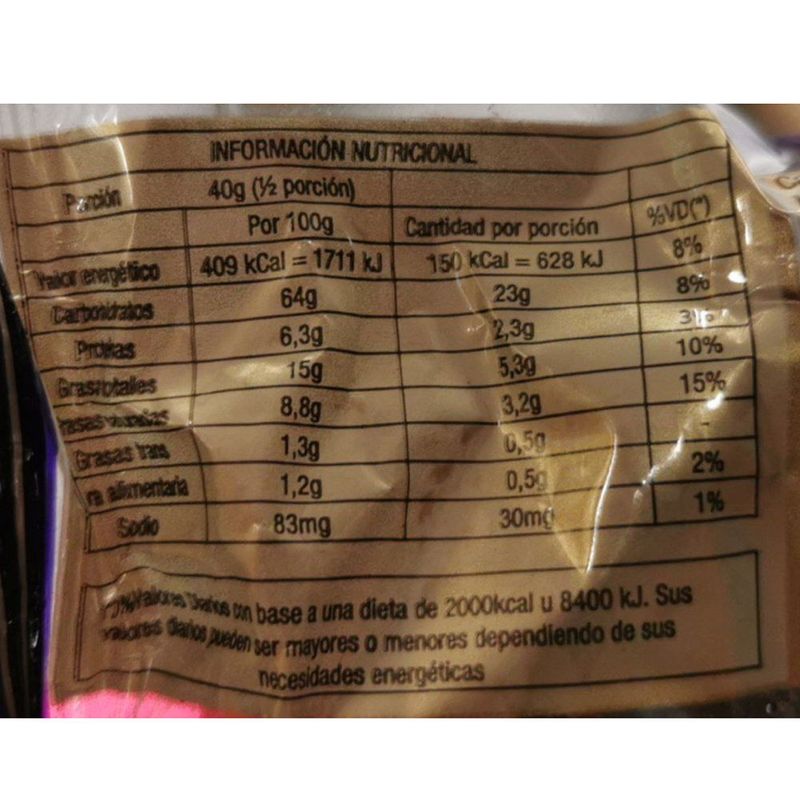 INFORMACIÓN NUTRICIONAL
Porción 40g (½ porción)
Por 100g Cantidad por porción %VD(*)
Valor energético 409 kCal = 1711 kJ 150 kCal = 628 kJ 8%
Carbohidratos 64g 23g 8%
6,3g 2,3g 3%
Grasas totales 15g 5,3g 10%
8,8g 3,2g 15%
Grasas trans 1,3g 0,5g -
alimentaria 1,2g 0,5g 2%
Sodio 83mg 30mg 1%
Valores Diarios con base a una dieta de 2000kcal u 8400 kJ. Sus
valores diarios pueden ser mayores o menores dependiendo de sus
necesidades energéticas